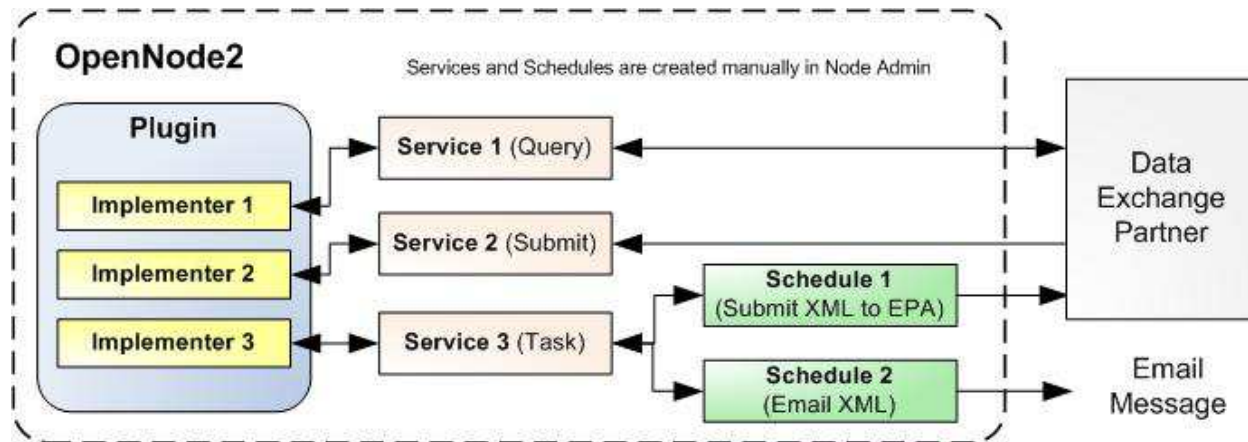 OpenNode2
Services and Schedules are created manually in Node Admin
Plugin
Implementer 1
Implementer 2
Implementer 3
Service 1 (Query)
Service 2 (Submit)
Service 3 (Task)
Schedule 1
(Submit XML to EPA)
Schedule 2
(Email XML)
Data
Exchange
Partner
Email
Message